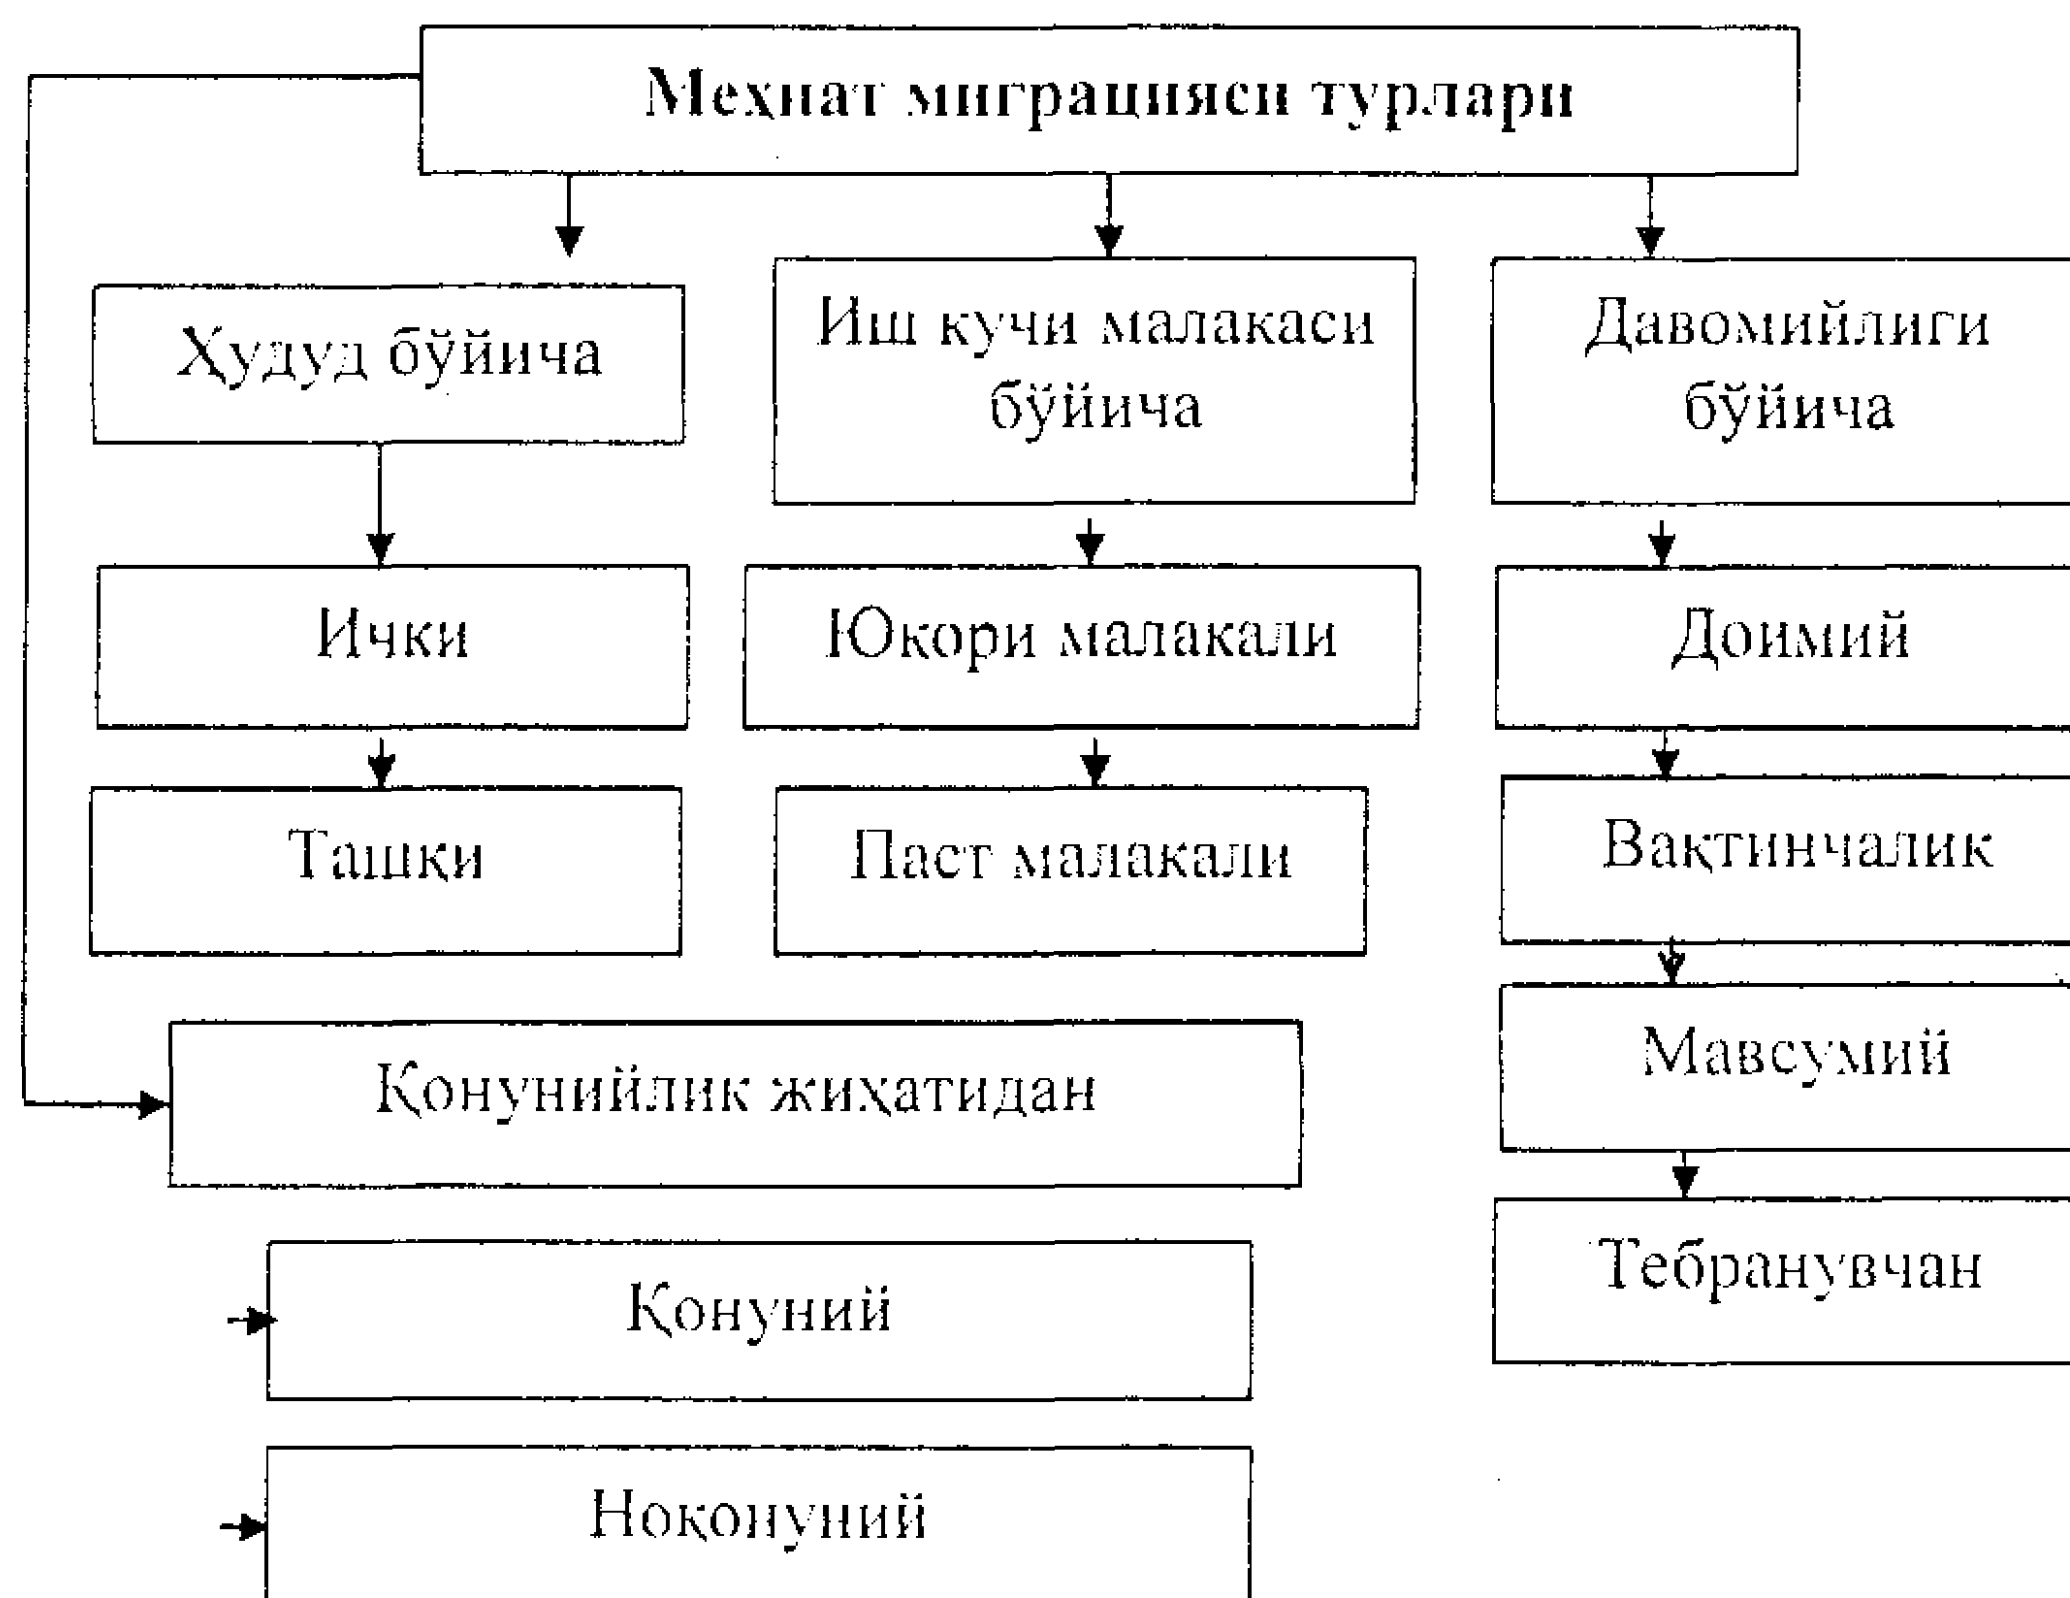 Меҳнат миграцияси турлари
Ҳудуд бўйича
Иш кучи малакаси
бўйича
Давомийлиги
бўйича
Ички
Юкори малакали
Доимий
Ташқи
Паст малакали
Вақтинчалик
Мавсумий
Қонунийлик жиҳатидан
Тебранувчан
Қонуний
Ноқонуний